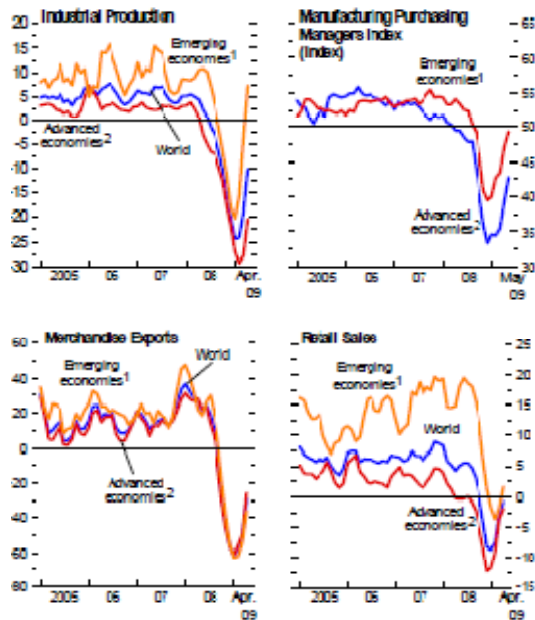 Industrial Production
20
15
10
5
0
-5
-10
-15
-20
-25
-30
Emerging
economies¹
Advanced
economies²
World
2005 06 07 08 Apr.
09
Manufacturing Purchasing
Managers Index
(Index)
65
60
55
50
45
40
35
30
Emerging
economies¹
Advanced
economies²
2005 06 07 08 May
09
Merchandise Exports
60
40
20
0
-20
-40
-60
-80
World
Emerging
economies¹
Advanced
economies²
2005 06 07 08 Apr.
09
Retail Sales
25
20
15
10
5
0
-5
-10
-15
Emerging
economies¹
World
Advanced
economies²
2005 06 07 08 Apr.
09